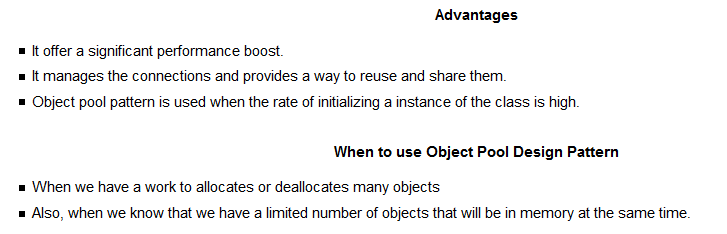 Advantages
It offer a significant performance boost.
It manages the connections and provides a way to reuse and share them.
Object pool pattern is used when the rate of initializing a instance of the class is high.
When to use Object Pool Design Pattern
When we have a work to allocates or deallocates many objects
Also, when we know that we have a limited number of objects that will be in memory at the same time.